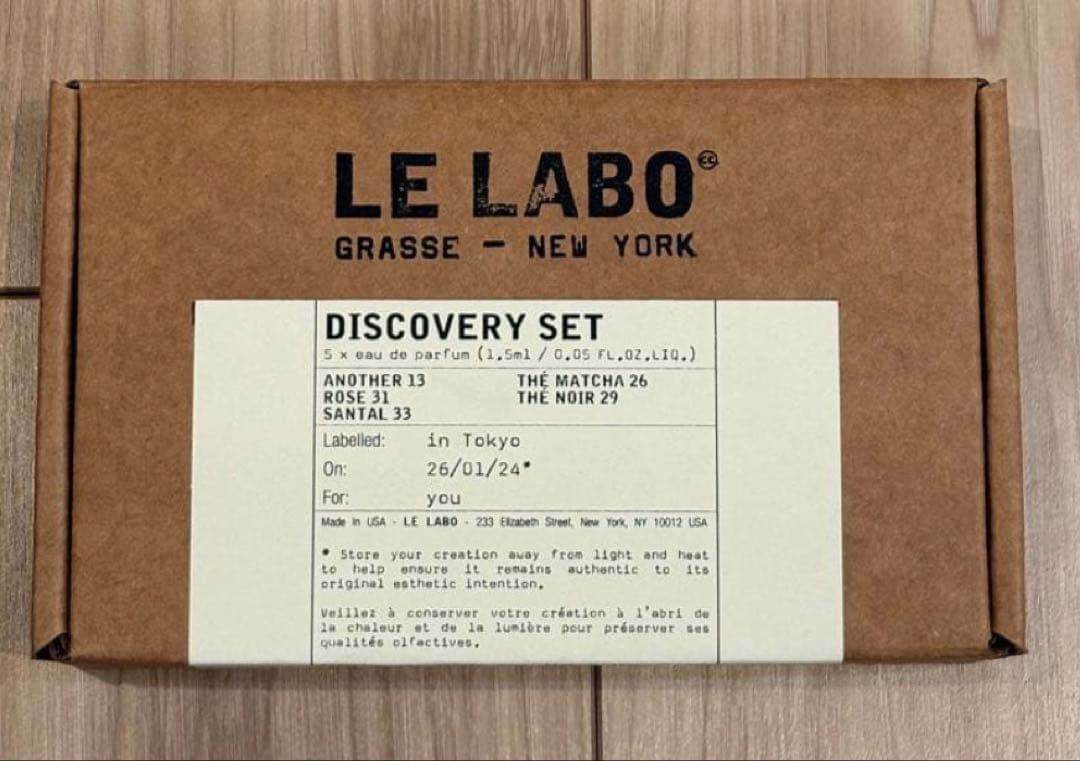 LE LABO
GRASSE - NEW YORK
DISCOVERY SET
5 x eau de parfum (1.5ml / 0.05 FL.OZ.LIQ.)
ANOTHER 13
ROSE 31
SANTAL 33
THÉ MATCHA 26
THÉ NOIR 29
Labelled: in Tokyo
On: 26/01/24*
For: you
Made in USA - LE LABO - 233 Elizabeth Street, New York, NY 10012 USA
* Store your creation away from light and heat
to help ensure it remains authentic to its
original esthetic intention.
Veillez à conserver votre création à l'abri de
la chaleur et de la lumière pour préserver ses
qualités olfactives.